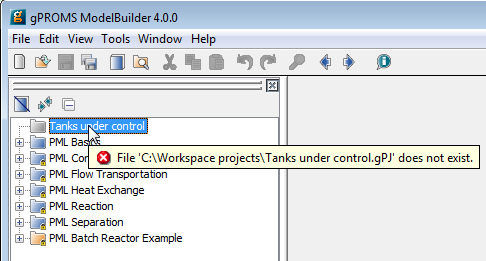 gPROMS ModelBuilder 4.0.0
File Edit View Tools Window Help
Tanks under control
PML Basics
PML Con
File 'C:\Workspace projects\Tanks under control.gPJ' does not exist.
PML Flow Transportation
PML Heat Exchange
PML Reaction
PML Separation
PML Batch Reactor Example